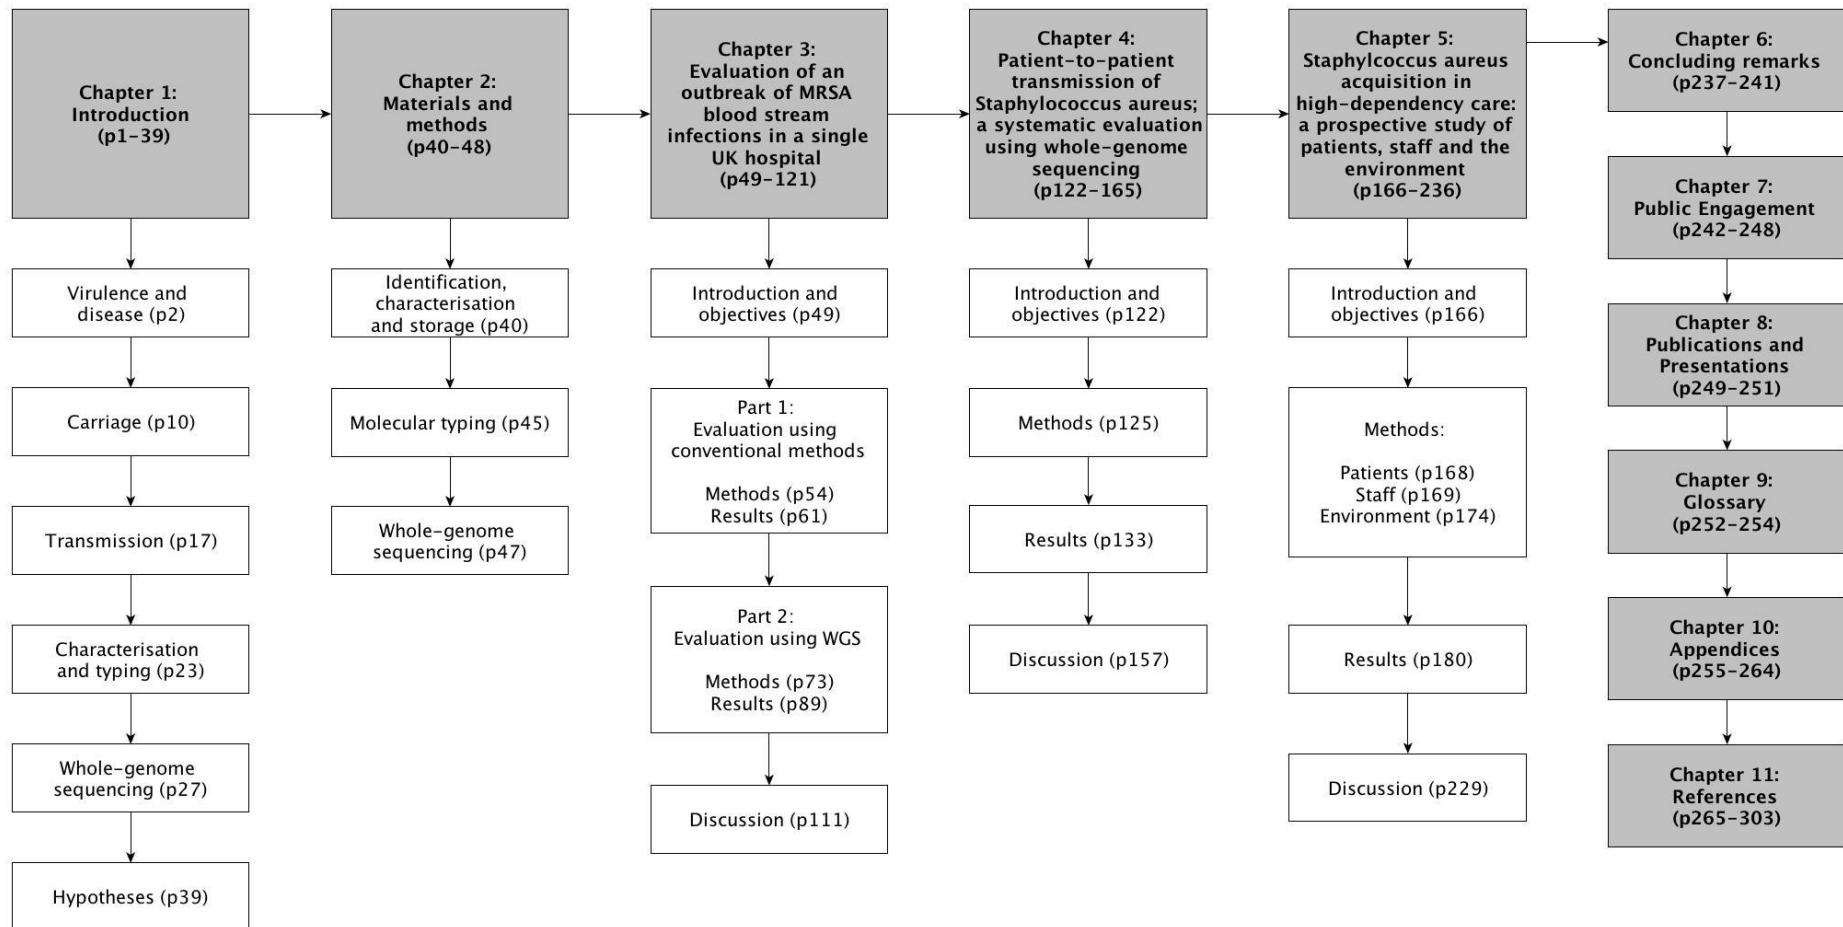 Chapter 1:
Introduction
(p1–39)
Virulence and
disease (p2)
Carriage (p10)
Transmission (p17)
Characterisation
and typing (p23)
Whole–genome
sequencing (p27)
Hypotheses (p39)
Chapter 2:
Materials and
methods
(p40–48)
Identification,
characterisation
and storage (p40)
Molecular typing (p45)
Whole–genome
sequencing (p47)
Chapter 3:
Evaluation of an
outbreak of MRSA
blood stream
infections in a single
UK hospital
(p49–121)
Introduction and
objectives (p49)
Part 1:
Evaluation using
conventional methods
Methods (p54)
Results (p61)
Part 2:
Evaluation using WGS
Methods (p73)
Results (p89)
Discussion (p111)
Chapter 4:
Patient–to–patient
transmission of
Staphylococcus aureus;
a systematic evaluation
using whole–genome
sequencing
(p122–165)
Introduction and
objectives (p122)
Methods (p125)
Results (p133)
Discussion (p157)
Chapter 5:
Staphylcoccus aureus
acquisition in
high–dependency care:
a prospective study of
patients, staff and the
environment
(p166–236)
Introduction and
objectives (p166)
Methods:
Patients (p168)
Staff (p169)
Environment (p174)
Results (p180)
Discussion (p229)
Chapter 6:
Concluding remarks
(p237–241)
Chapter 7:
Public Engagement
(p242–248)
Chapter 8:
Publications and
Presentations
(p249–251)
Chapter 9:
Glossary
(p252–254)
Chapter 10:
Appendices
(p255–264)
Chapter 11:
References
(p265–303)